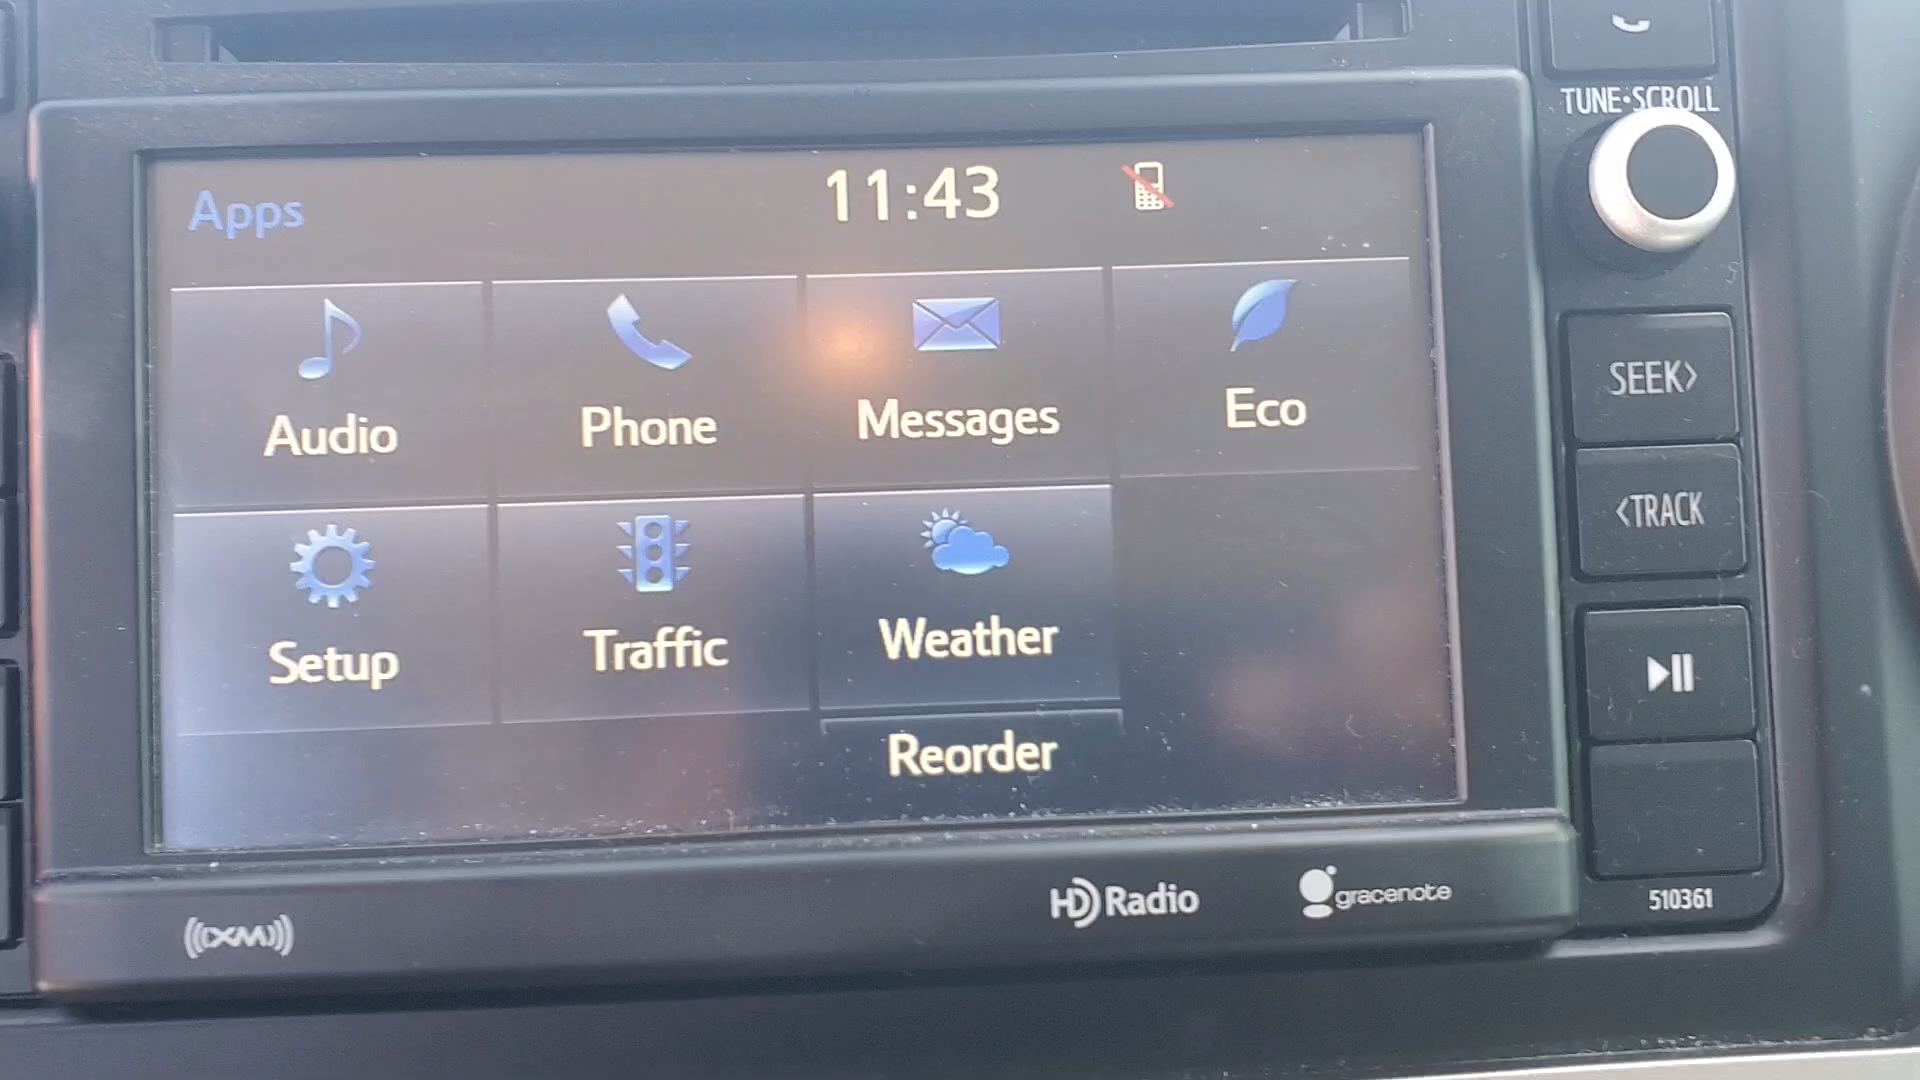 TUNE•SCROLL
Apps
11:43
Audio
Phone
Messages
Eco
Setup
Traffic
Weather
Reorder
SEEK>
<TRACK
510361
((XM))
HD Radio
gracenote